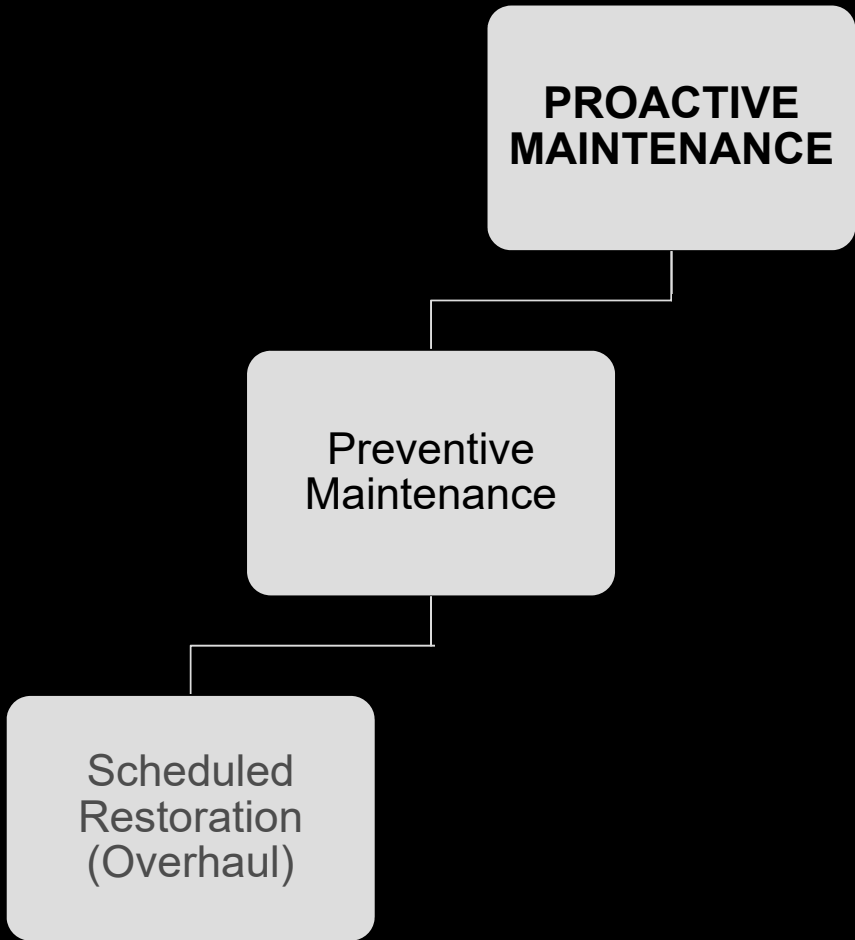 PROACTIVE
MAINTENANCE
Preventive
Maintenance
Scheduled
Restoration
(Overhaul)